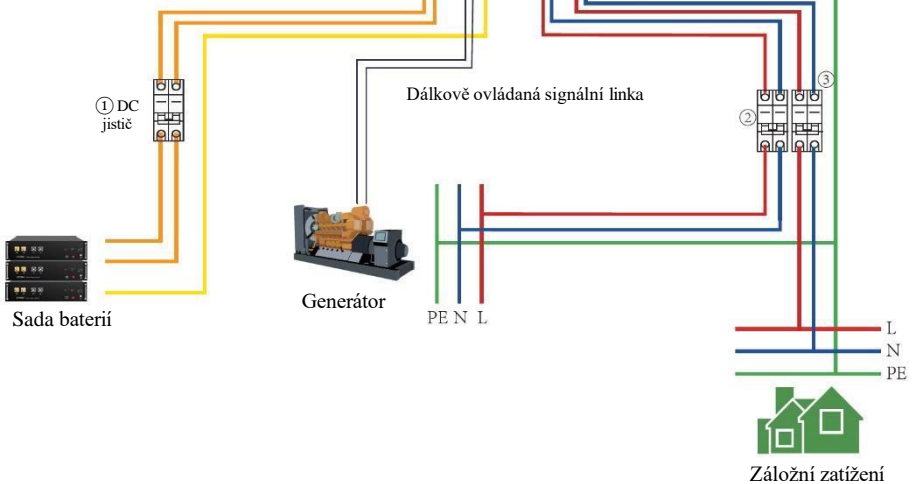 ① DC
jistič
Dálkově ovládaná signální linka
②
③
Generátor
Sada baterií
PE N L
L
N
PE
Záložní zatížení